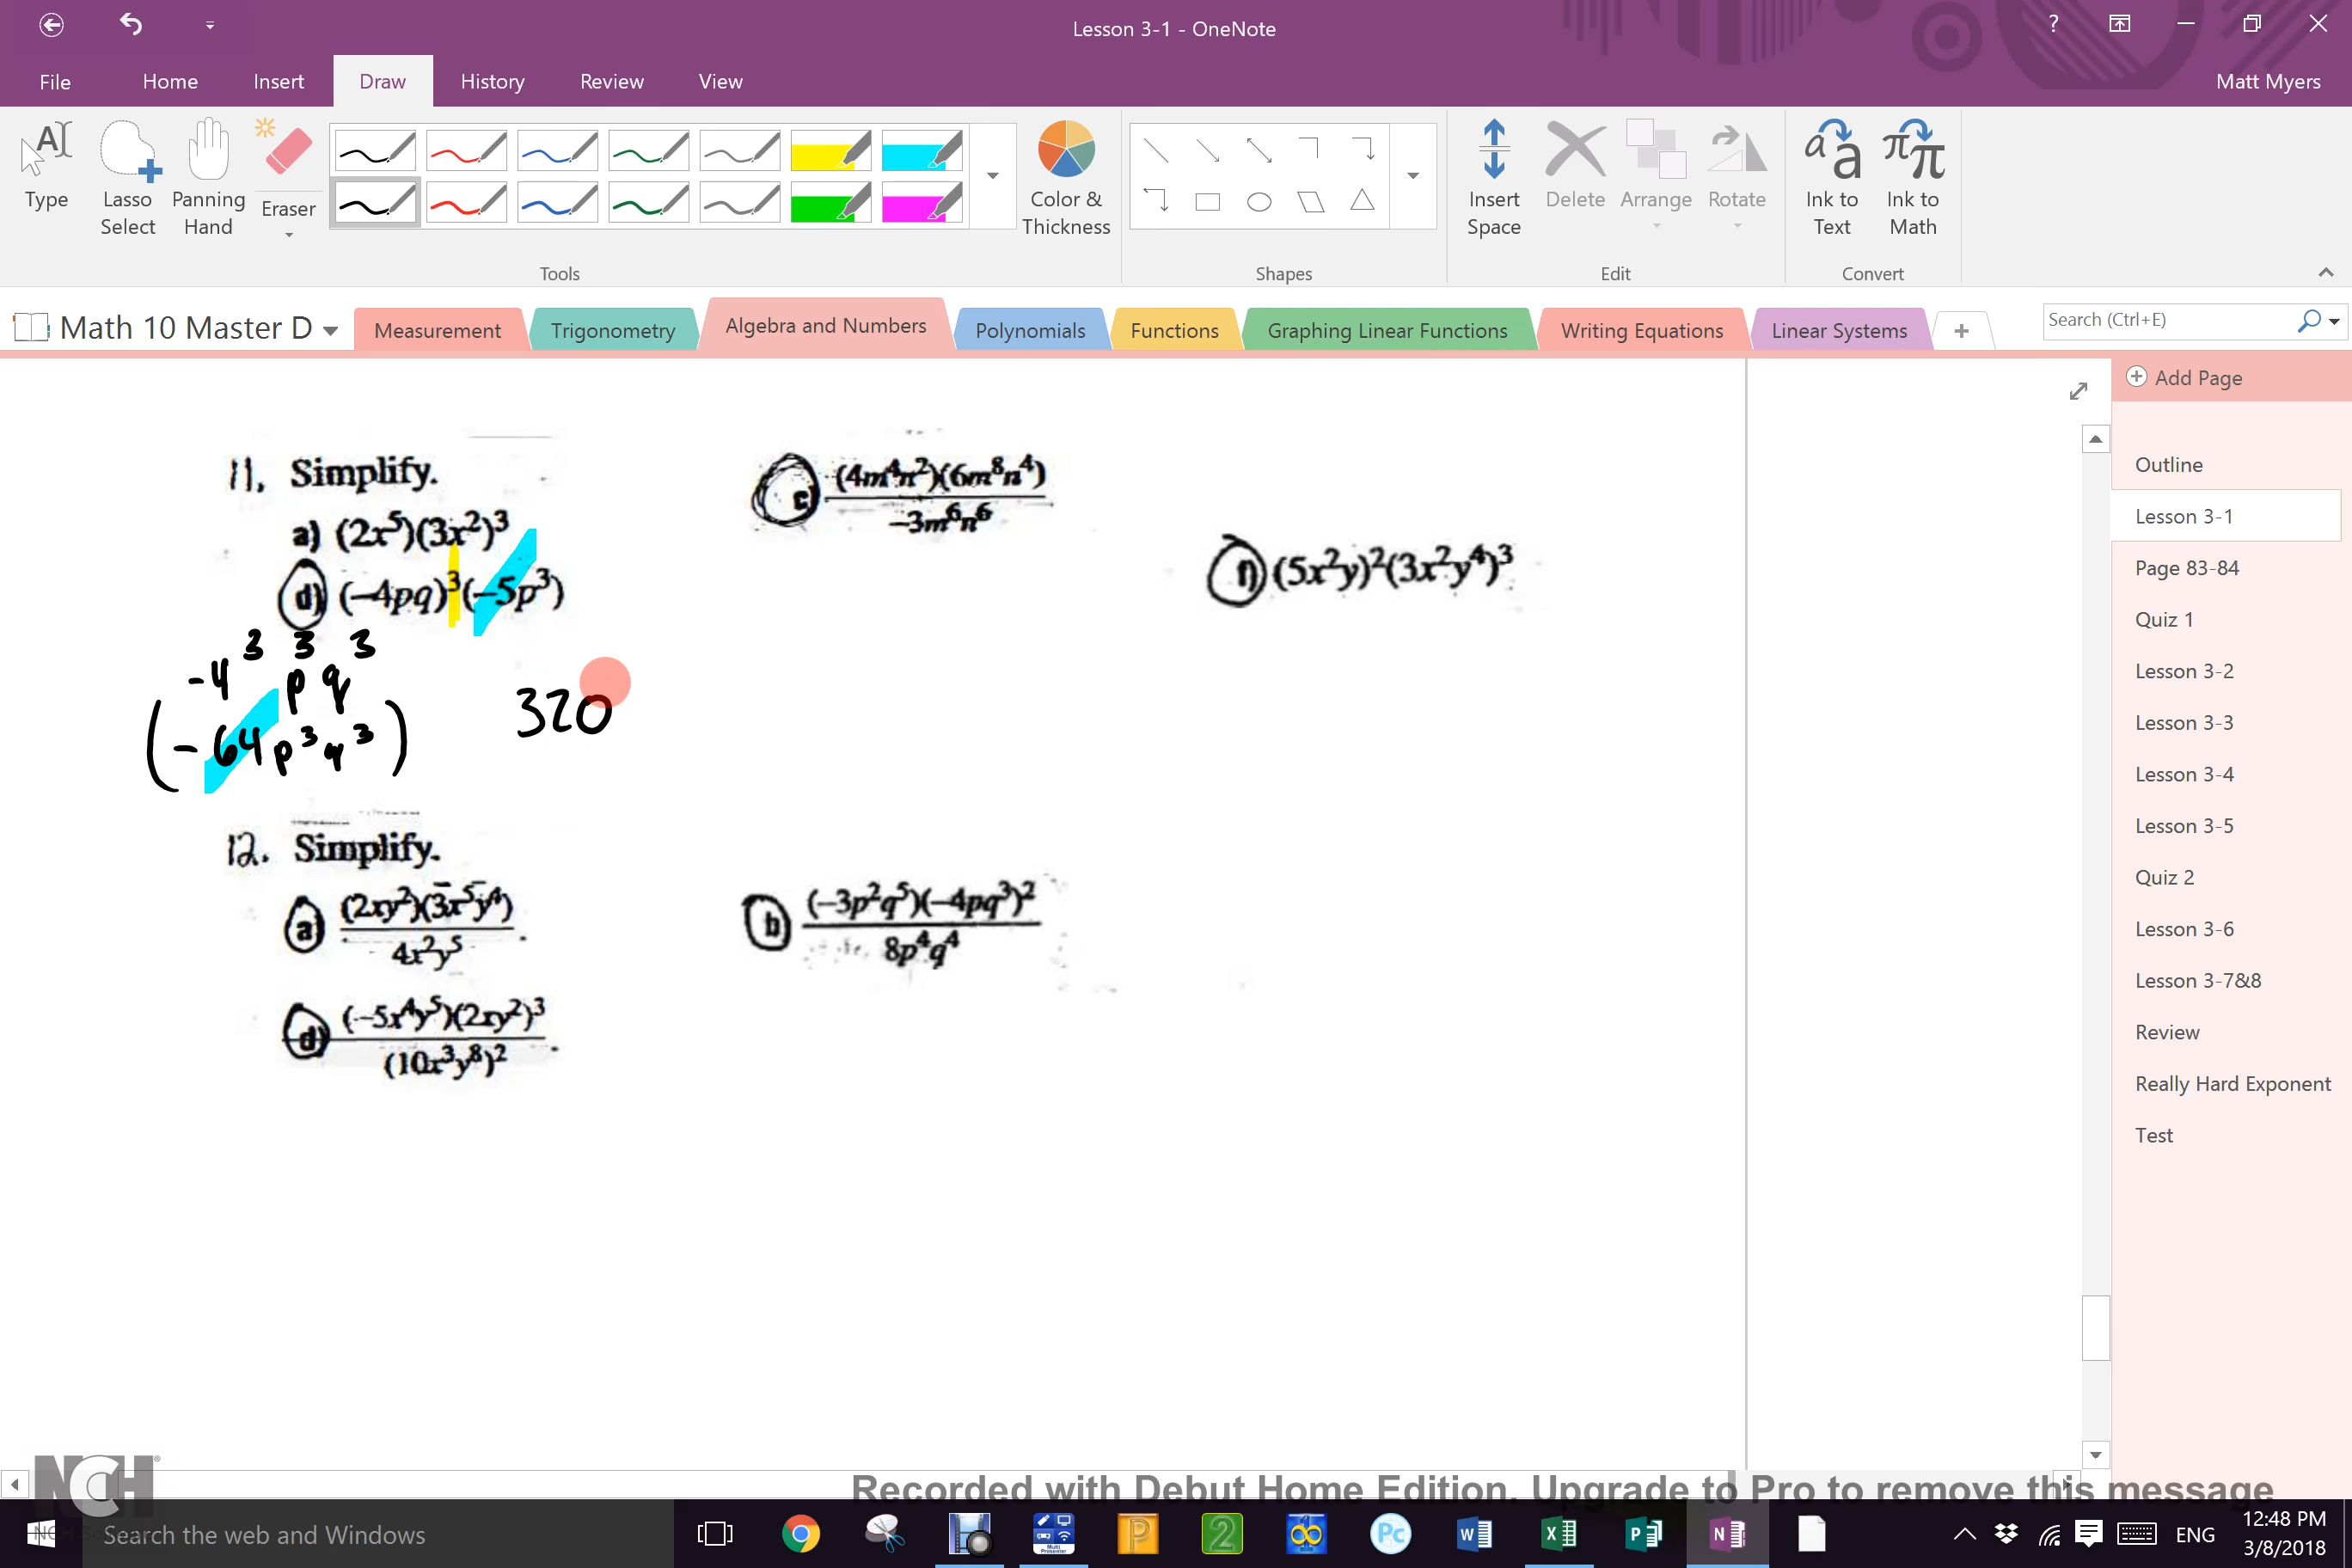 Lesson 3-1 - OneNote
?
File Home Insert Draw History Review View Matt Myers
Type
Lasso Select
Panning Hand
Eraser
Color & Thickness
Insert Space
Delete Arrange Rotate
Ink to Text
Ink to Math
Tools Shapes Edit Convert
Math 10 Master D Measurement Trigonometry Algebra and Numbers Polynomials Functions Graphing Linear Functions Writing Equations Linear Systems + Search (Ctrl+E)
Add Page
Outline
Lesson 3-1
Page 83-84
Quiz 1
Lesson 3-2
Lesson 3-3
Lesson 3-4
Lesson 3-5
Quiz 2
Lesson 3-6
Lesson 3-7&8
Review
Really Hard Exponent
Test
11. Simplify.
a) (2x⁵)(3x²)³
c) (4m⁴n²)(6m⁸n⁴)
-3m⁶n⁶
d) (-4pq)³(-5p³)
f) (5x²y)²(3x²y⁴)³
-4³ p³ q³
(-64p³q³)
320
12. Simplify.
a) (2xy²)(3x⁵y⁴)
4x²y⁵
b) (-3p²q⁵)(-4pq³)²
8p⁴q⁴
d) (-5x⁴y⁵)(2xy²)³
(10x³y⁸)²
NCH
Recorded with Debut Home Edition. Upgrade to Pro to remove this message
Search the web and Windows
ENG
12:48 PM
3/8/2018